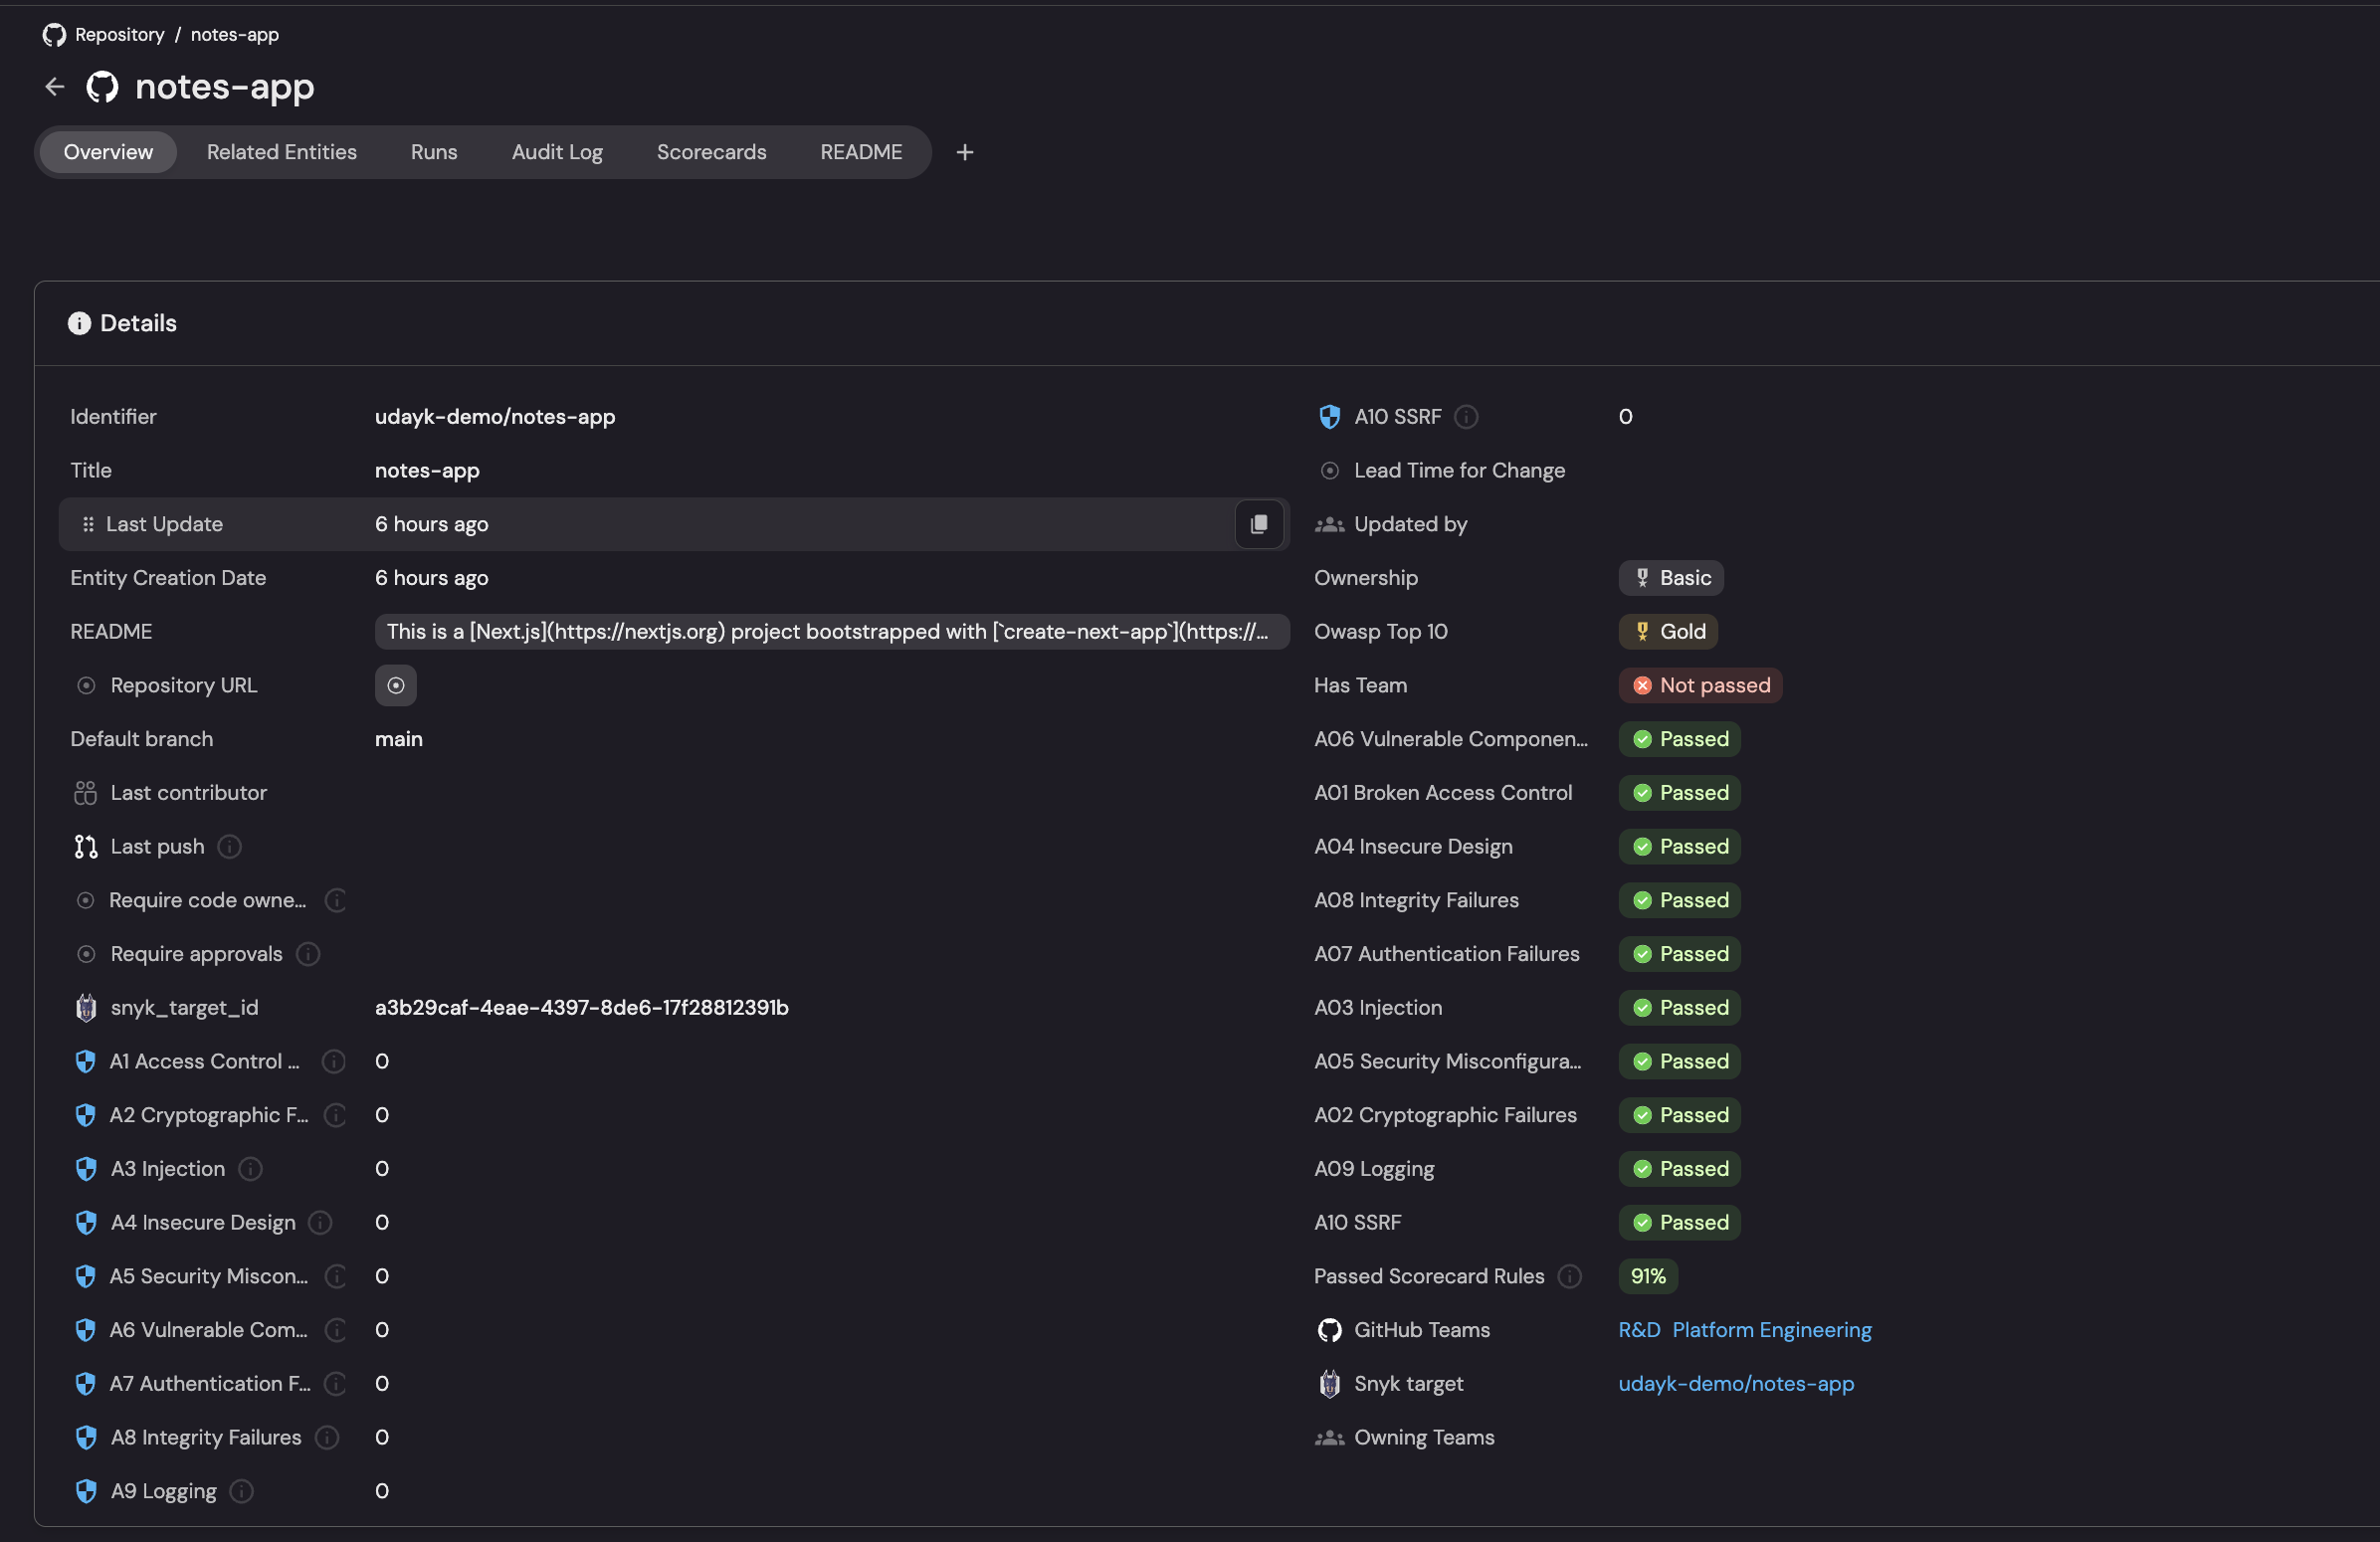 Repository / notes-app
notes-app
Overview Related Entities Runs Audit Log Scorecards README +
Details
Identifier udayk-demo/notes-app
Title notes-app
Last Update 6 hours ago
Entity Creation Date 6 hours ago
README This is a [Next.js](https://nextjs.org) project bootstrapped with [`create-next-app`](https://...
Repository URL
Default branch main
Last contributor
Last push
Require code owne...
Require approvals
snyk_target_id a3b29caf-4eae-4397-8de6-17f28812391b
A1 Access Control ... 0
A2 Cryptographic F... 0
A3 Injection 0
A4 Insecure Design 0
A5 Security Miscon... 0
A6 Vulnerable Com... 0
A7 Authentication F... 0
A8 Integrity Failures 0
A9 Logging 0
A10 SSRF 0
Lead Time for Change
Updated by
Ownership Basic
Owasp Top 10 Gold
Has Team Not passed
A06 Vulnerable Componen... Passed
A01 Broken Access Control Passed
A04 Insecure Design Passed
A08 Integrity Failures Passed
A07 Authentication Failures Passed
A03 Injection Passed
A05 Security Misconfigura... Passed
A02 Cryptographic Failures Passed
A09 Logging Passed
A10 SSRF Passed
Passed Scorecard Rules 91%
GitHub Teams R&D Platform Engineering
Snyk target udayk-demo/notes-app
Owning Teams